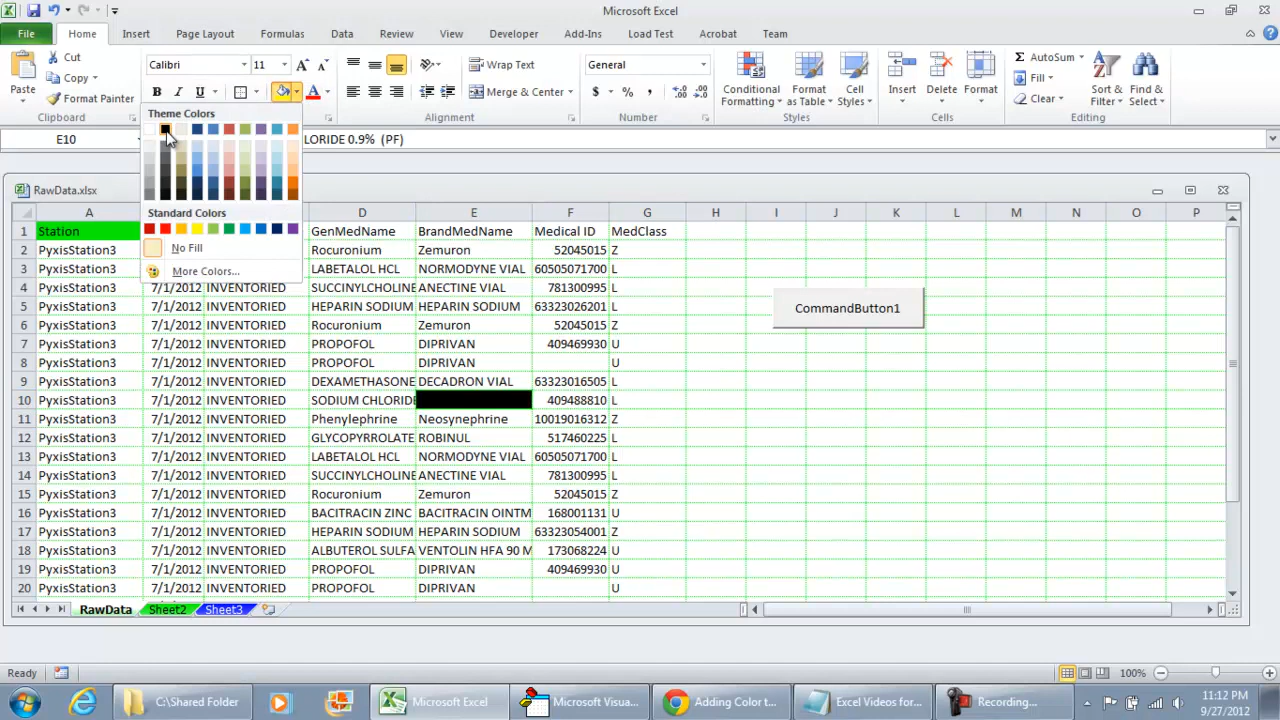 Microsoft Excel
File Home Insert Page Layout Formulas Data Review View Developer Add-Ins Load Test Acrobat Team
Paste Cut Copy Format Painter Clipboard
Calibri 11
B I U
Wrap Text
Merge & Center
Alignment
General
$ % ,
Number
Conditional Formatting Format as Table Cell Styles
Styles
Insert Delete Format
Cells
Σ AutoSum Fill Clear Sort & Filter Find & Select
Editing
E10 LORIDE 0.9% (PF)
Theme Colors
Standard Colors
No Fill
More Colors...
RawData.xlsx
A D E F G H I J K L M N O P
1 Station GenMedName BrandMedName Medical ID MedClass
2 PyxisStation3 Rocuronium Zemuron 52045015 Z
3 PyxisStation3 LABETALOL HCL NORMODYNE VIAL 60505071700 L
4 PyxisStation3 7/1/2012 INVENTORIED SUCCINYLCHOLINE ANECTINE VIAL 781300995 L
5 PyxisStation3 7/1/2012 INVENTORIED HEPARIN SODIUM HEPARIN SODIUM 63323026201 L
6 PyxisStation3 7/1/2012 INVENTORIED Rocuronium Zemuron 52045015 Z
7 PyxisStation3 7/1/2012 INVENTORIED PROPOFOL DIPRIVAN 409469930 U
8 PyxisStation3 7/1/2012 INVENTORIED PROPOFOL DIPRIVAN U
9 PyxisStation3 7/1/2012 INVENTORIED DEXAMETHASONE DECADRON VIAL 63323016505 L
10 PyxisStation3 7/1/2012 INVENTORIED SODIUM CHLORIDE 409488810 L
11 PyxisStation3 7/1/2012 INVENTORIED Phenylephrine Neosynephrine 10019016312 Z
12 PyxisStation3 7/1/2012 INVENTORIED GLYCOPYRROLATE ROBINUL 517460225 L
13 PyxisStation3 7/1/2012 INVENTORIED LABETALOL HCL NORMODYNE VIAL 60505071700 L
14 PyxisStation3 7/1/2012 INVENTORIED SUCCINYLCHOLINE ANECTINE VIAL 781300995 L
15 PyxisStation3 7/1/2012 INVENTORIED Rocuronium Zemuron 52045015 Z
16 PyxisStation3 7/1/2012 INVENTORIED BACITRACIN ZINC BACITRACIN OINTM 168001131 U
17 PyxisStation3 7/1/2012 INVENTORIED HEPARIN SODIUM HEPARIN SODIUM 63323054001 Z
18 PyxisStation3 7/1/2012 INVENTORIED ALBUTEROL SULFA VENTOLIN HFA 90 M 173068224 U
19 PyxisStation3 7/1/2012 INVENTORIED PROPOFOL DIPRIVAN 409469930 U
20 PyxisStation3 7/1/2012 INVENTORIED PROPOFOL DIPRIVAN U
CommandButton1
RawData Sheet2 Sheet3
Ready 100%
C:\Shared Folder Microsoft Excel Microsoft Visua... Adding Color t... Excel Videos for... Recording...
11:12 PM
9/27/2012